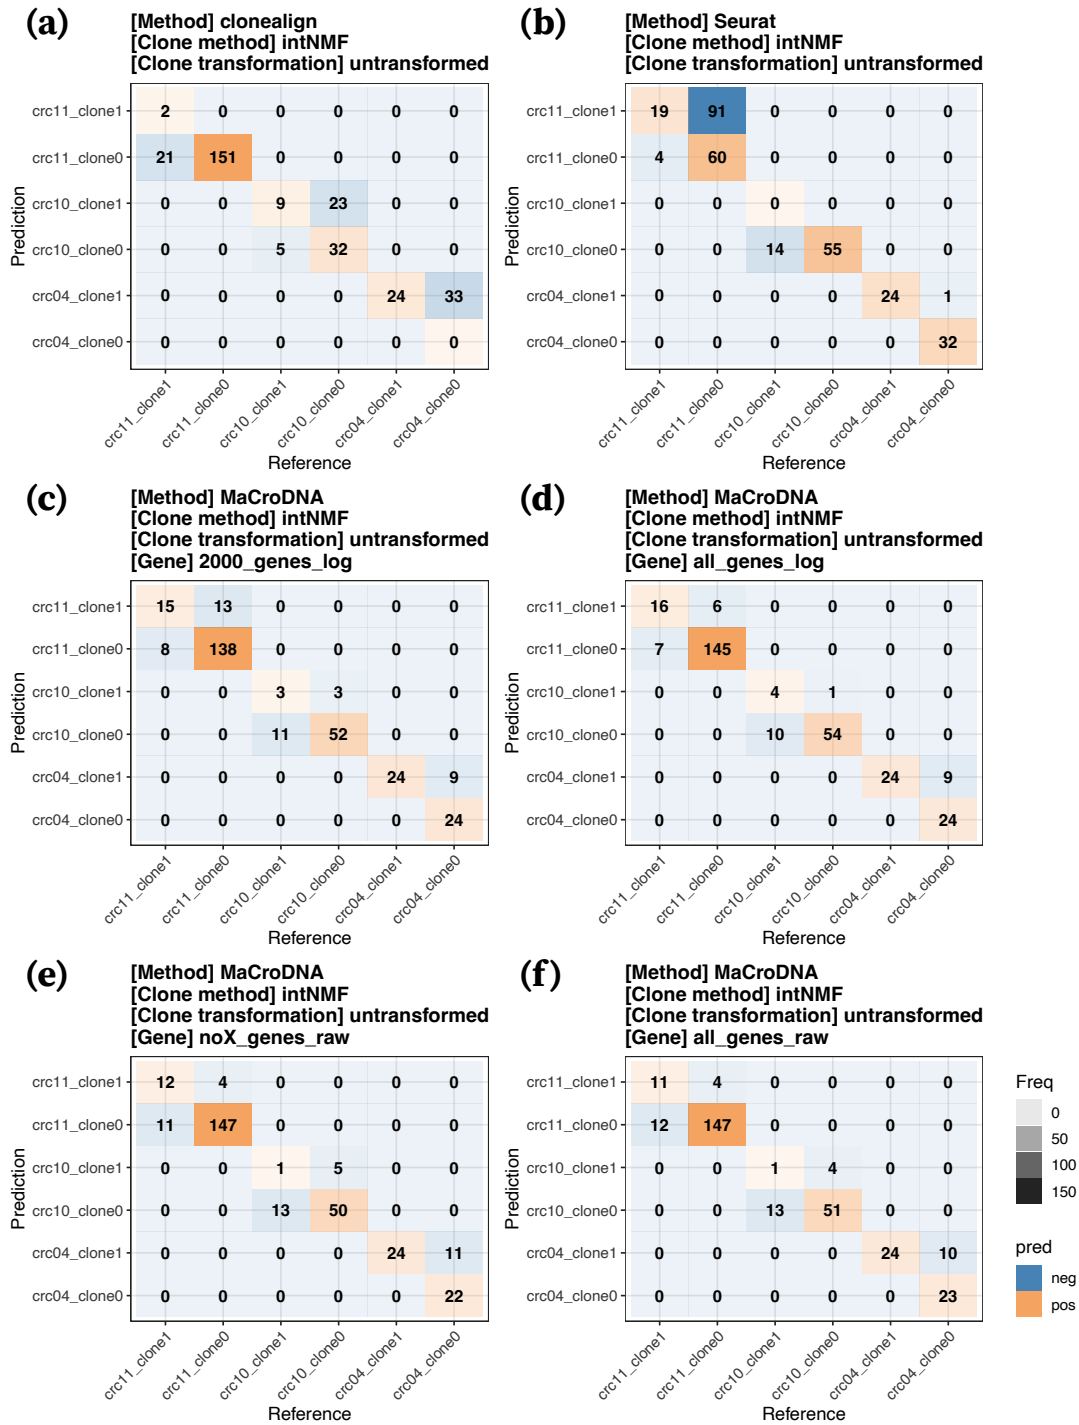 (a)
[Method] clonealign
[Clone method] intNMF
[Clone transformation] untransformed
Prediction
crc11_clone1 2 0 0 0 0 0
crc11_clone0 21 151 0 0 0 0
crc10_clone1 0 0 9 23 0 0
crc10_clone0 0 0 5 32 0 0
crc04_clone1 0 0 0 0 24 33
crc04_clone0 0 0 0 0 0 0
crc11_clone1 crc11_clone0 crc10_clone1 crc10_clone0 crc04_clone1 crc04_clone0
Reference
(b)
[Method] Seurat
[Clone method] intNMF
[Clone transformation] untransformed
Prediction
crc11_clone1 19 91 0 0 0 0
crc11_clone0 4 60 0 0 0 0
crc10_clone1 0 0 0 0 0 0
crc10_clone0 0 0 14 55 0 0
crc04_clone1 0 0 0 0 24 1
crc04_clone0 0 0 0 0 0 32
crc11_clone1 crc11_clone0 crc10_clone1 crc10_clone0 crc04_clone1 crc04_clone0
Reference
(c)
[Method] MaCroDNA
[Clone method] intNMF
[Clone transformation] untransformed
[Gene] 2000_genes_log
Prediction
crc11_clone1 15 13 0 0 0 0
crc11_clone0 8 138 0 0 0 0
crc10_clone1 0 0 3 3 0 0
crc10_clone0 0 0 11 52 0 0
crc04_clone1 0 0 0 0 24 9
crc04_clone0 0 0 0 0 0 24
crc11_clone1 crc11_clone0 crc10_clone1 crc10_clone0 crc04_clone1 crc04_clone0
Reference
(d)
[Method] MaCroDNA
[Clone method] intNMF
[Clone transformation] untransformed
[Gene] all_genes_log
Prediction
crc11_clone1 16 6 0 0 0 0
crc11_clone0 7 145 0 0 0 0
crc10_clone1 0 0 4 1 0 0
crc10_clone0 0 0 10 54 0 0
crc04_clone1 0 0 0 0 24 9
crc04_clone0 0 0 0 0 0 24
crc11_clone1 crc11_clone0 crc10_clone1 crc10_clone0 crc04_clone1 crc04_clone0
Reference
(e)
[Method] MaCroDNA
[Clone method] intNMF
[Clone transformation] untransformed
[Gene] noX_genes_raw
Prediction
crc11_clone1 12 4 0 0 0 0
crc11_clone0 11 147 0 0 0 0
crc10_clone1 0 0 1 5 0 0
crc10_clone0 0 0 13 50 0 0
crc04_clone1 0 0 0 0 24 11
crc04_clone0 0 0 0 0 0 22
crc11_clone1 crc11_clone0 crc10_clone1 crc10_clone0 crc04_clone1 crc04_clone0
Reference
(f)
[Method] MaCroDNA
[Clone method] intNMF
[Clone transformation] untransformed
[Gene] all_genes_raw
Prediction
crc11_clone1 11 4 0 0 0 0
crc11_clone0 12 147 0 0 0 0
crc10_clone1 0 0 1 4 0 0
crc10_clone0 0 0 13 51 0 0
crc04_clone1 0 0 0 0 24 10
crc04_clone0 0 0 0 0 0 23
crc11_clone1 crc11_clone0 crc10_clone1 crc10_clone0 crc04_clone1 crc04_clone0
Reference
Freq
0
50
100
150
pred
neg
pos